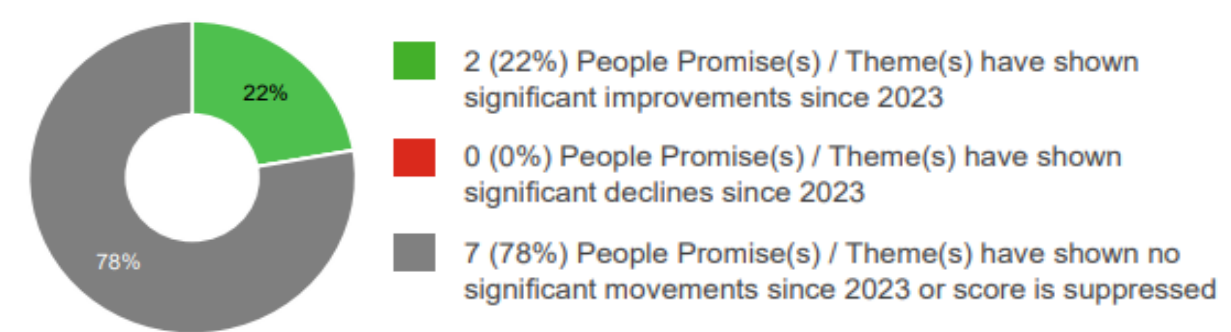 22%
78%
2 (22%) People Promise(s) / Theme(s) have shown
significant improvements since 2023
0 (0%) People Promise(s) / Theme(s) have shown
significant declines since 2023
7 (78%) People Promise(s) / Theme(s) have shown no
significant movements since 2023 or score is suppressed